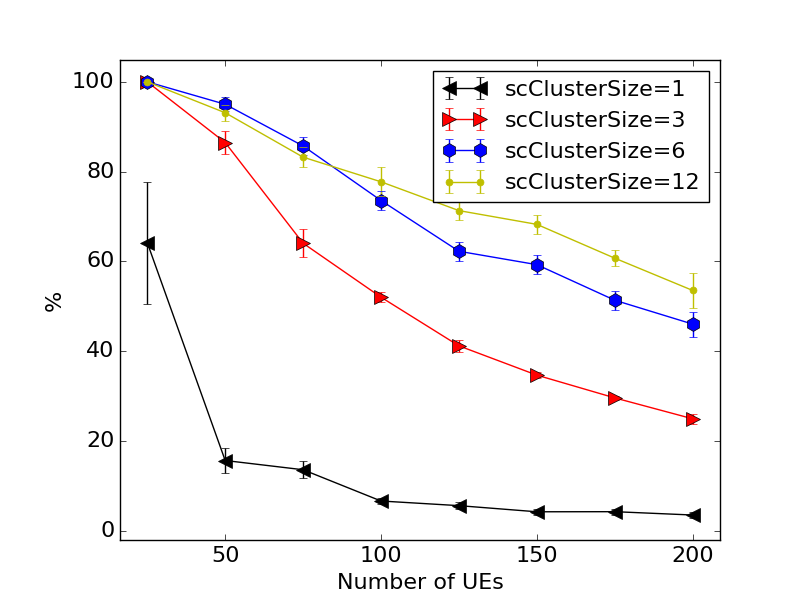 100
80
60
40
20
0
%
50
100
150
200
Number of UEs
scClusterSize=1
scClusterSize=3
scClusterSize=6
scClusterSize=12